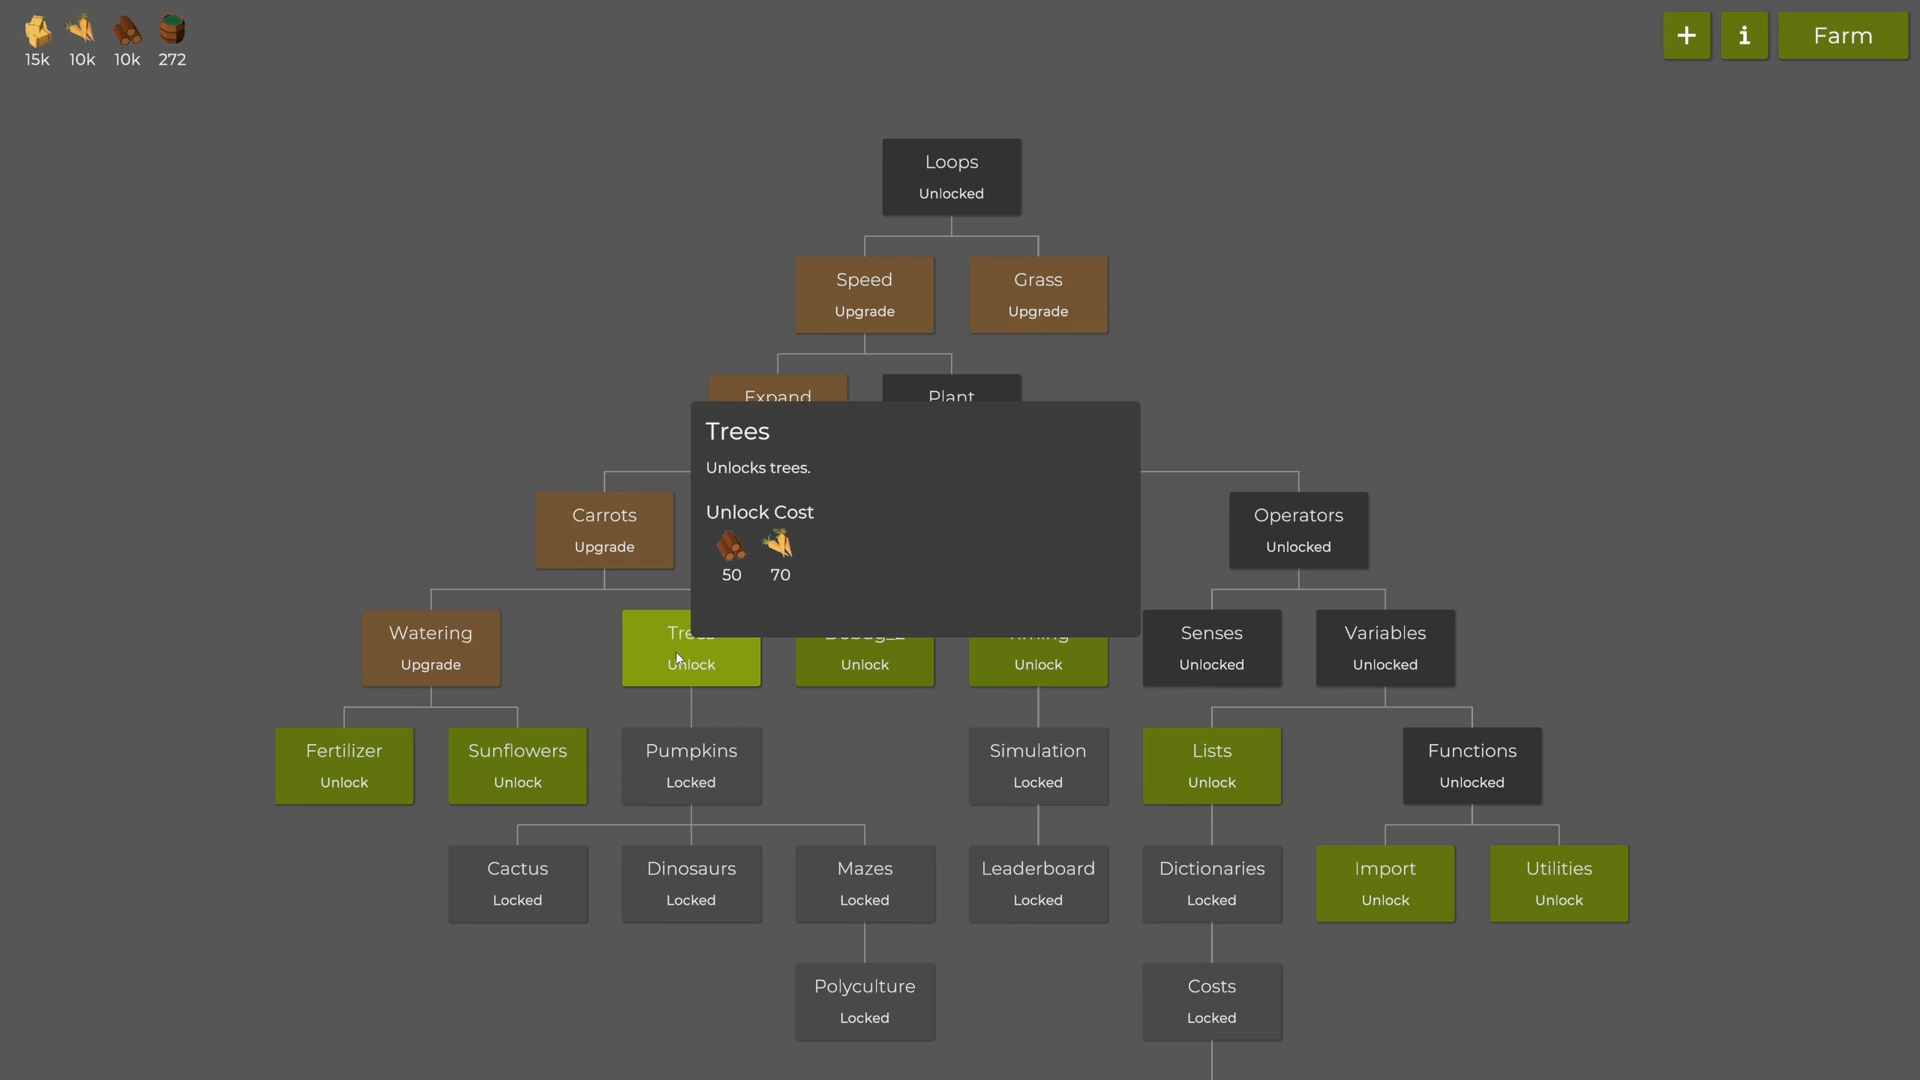 15k 10k 10k 272
+ i Farm
Loops
Unlocked
Speed Grass
Upgrade Upgrade
Expand Plant
Trees
Unlocks trees.
Unlock Cost
50 70
Carrots Operators
Upgrade Unlocked
Watering Trees Debug_2 Timing Senses Variables
Upgrade Unlock Unlock Unlock Unlocked Unlocked
Fertilizer Sunflowers Pumpkins Simulation Lists Functions
Unlock Unlock Locked Locked Unlock Unlocked
Cactus Dinosaurs Mazes Leaderboard Dictionaries Import Utilities
Locked Locked Locked Locked Locked Unlock Unlock
Polyculture Costs
Locked Locked